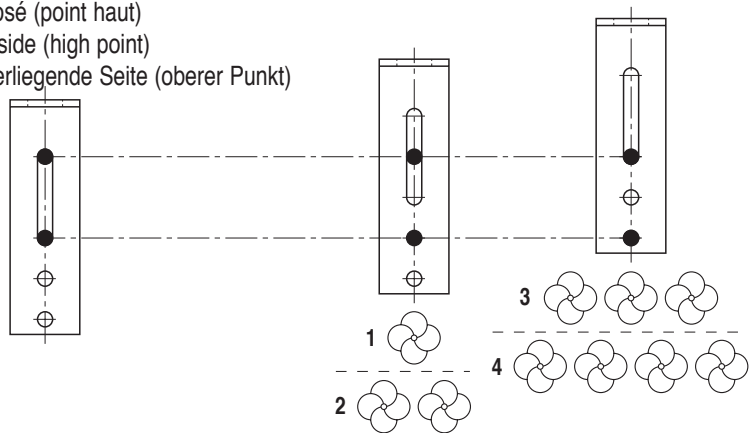 osé (point haut)
side (high point)
erliegende Seite (oberer Punkt)
3
1
4
2